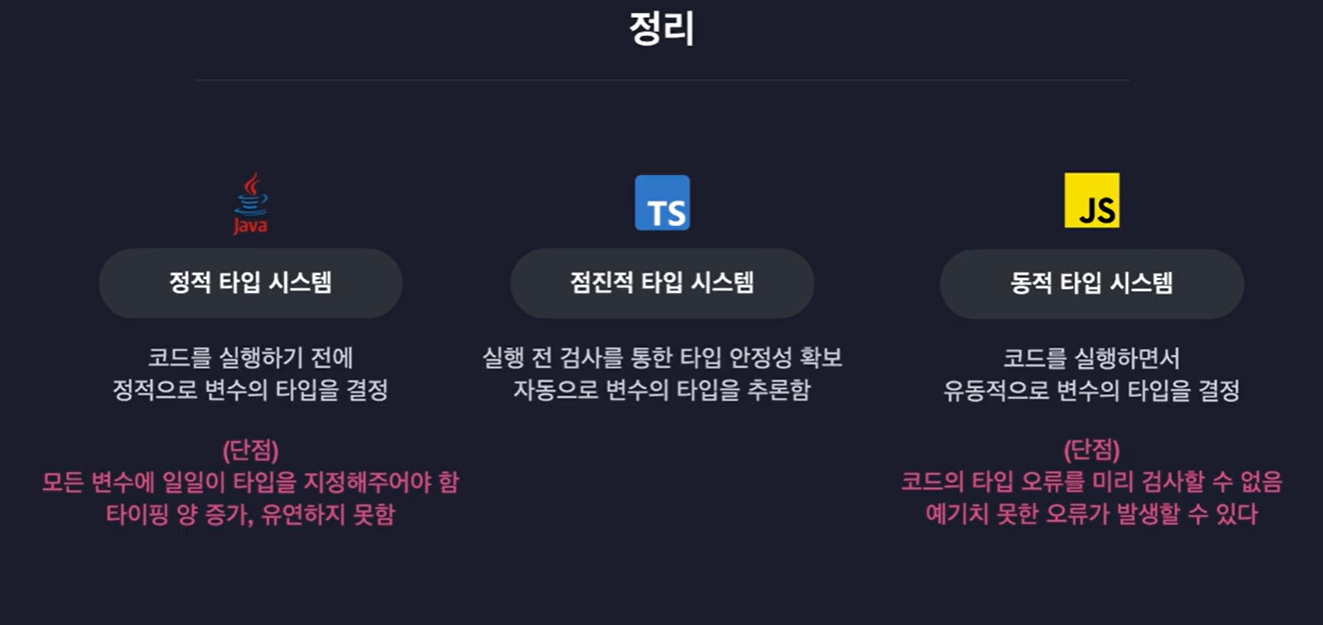 정리
Java
정적 타입 시스템
코드를 실행하기 전에
정적으로 변수의 타입을 결정
(단점)
모든 변수에 일일이 타입을 지정해주어야 함
타이핑 양 증가, 유연하지 못함
TS
점진적 타입 시스템
실행 전 검사를 통한 타입 안정성 확보
자동으로 변수의 타입을 추론함
JS
동적 타입 시스템
코드를 실행하면서
유동적으로 변수의 타입을 결정
(단점)
코드의 타입 오류를 미리 검사할 수 없음
예기치 못한 오류가 발생할 수 있다